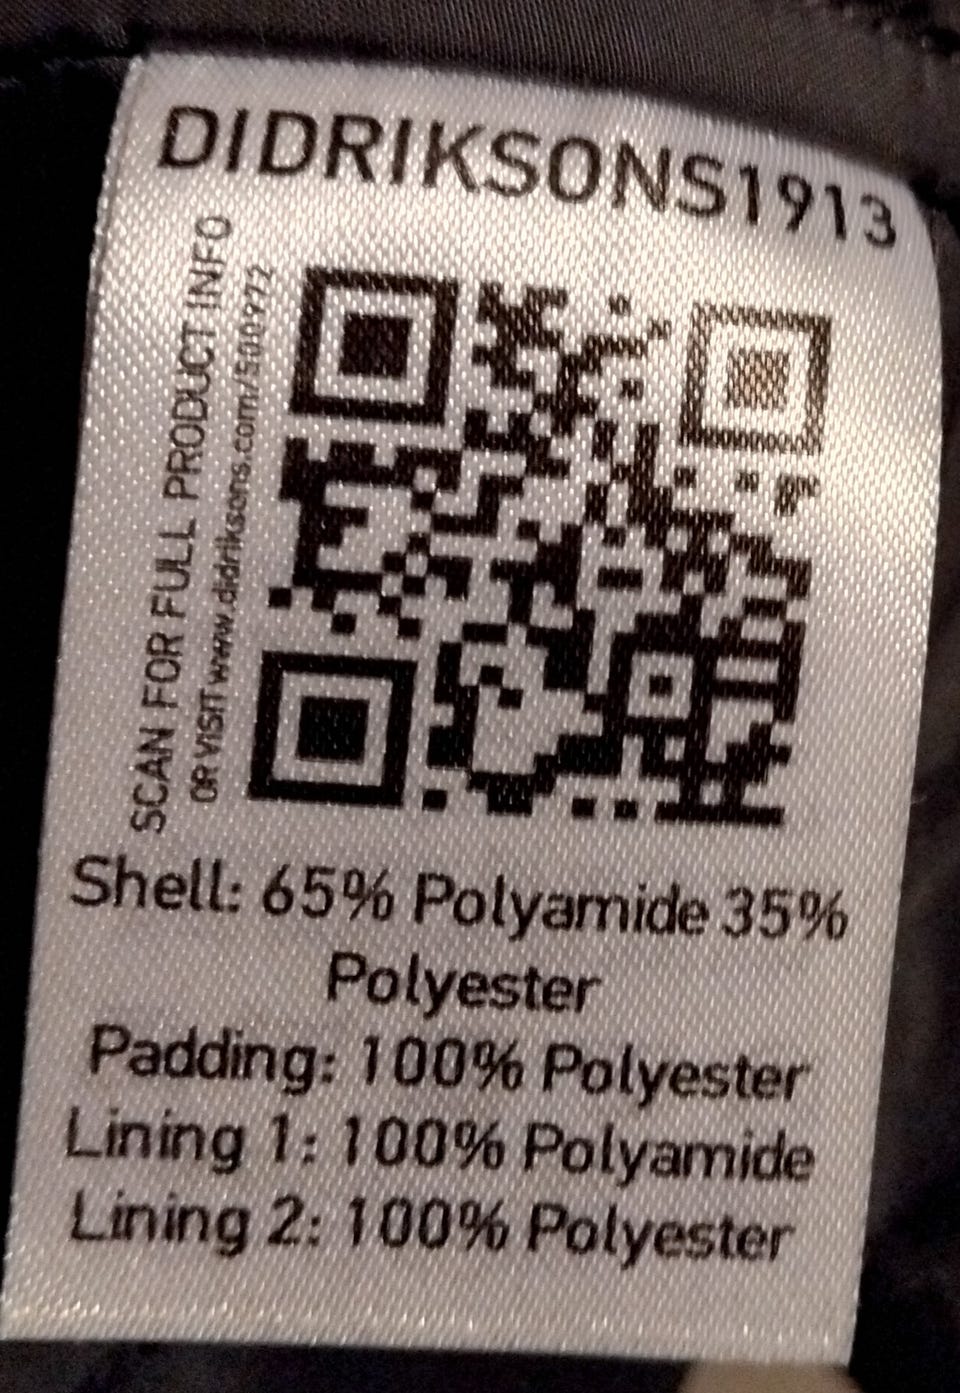 DIDRIKSONS1913
SCAN FOR FULL PRODUCT INFO
OR VISIT www.didriksons.com/500972
Shell: 65% Polyamide 35%
Polyester
Padding: 100% Polyester
Lining 1: 100% Polyamide
Lining 2: 100% Polyester